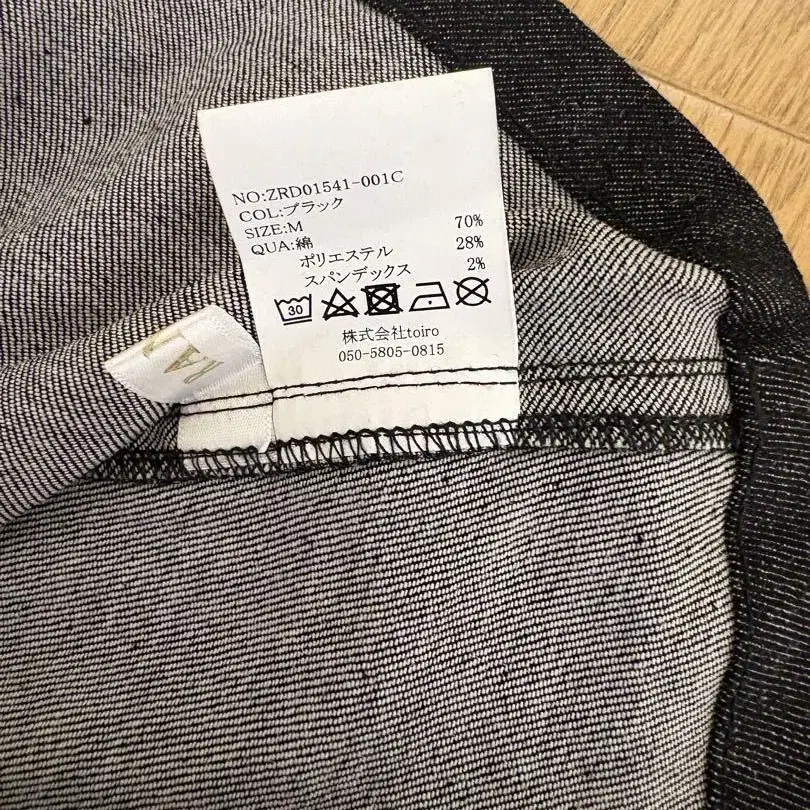 NO:ZRD01541-001C
COL:ブラック
SIZE:M
QUA:綿 70%
ポリエステル 28%
スパンデックス 2%
30
株式会社toiro
050-5805-0815
RAN